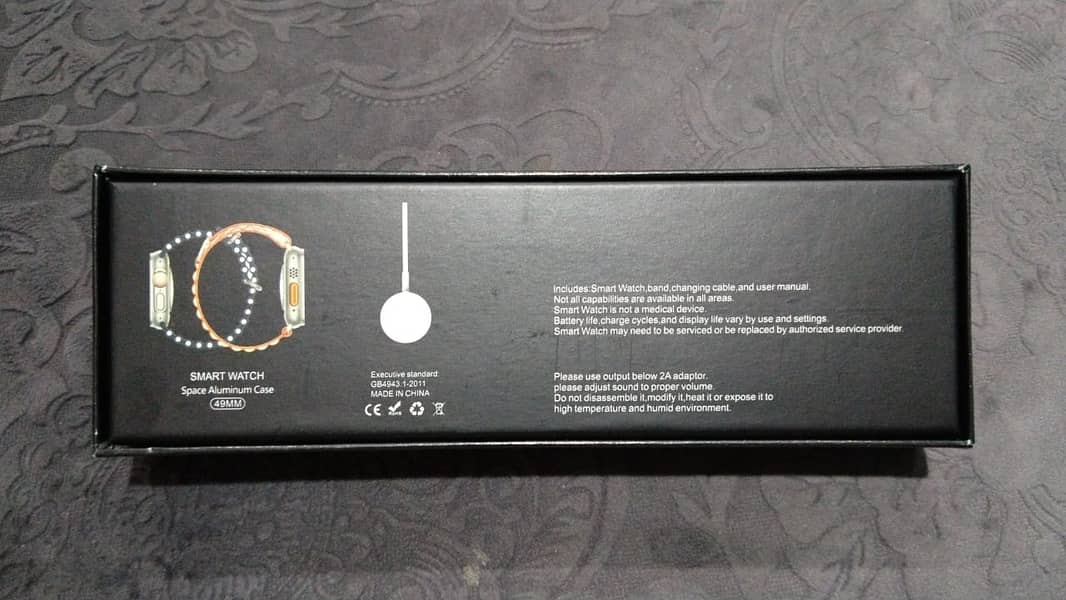 SMART WATCH
Space Aluminum Case
49MM
Executive standard:
GB4943.1-2011
MADE IN CHINA
CE RoHS
Includes:Smart Watch,band,changing cable,and user manual.
Not all capabilities are available in all areas.
Smart Watch is not a medical device.
Battery life,charge cycles,and display life vary by use and settings.
Smart Watch may need to be serviced or be replaced by authorized service provider.
Please use output below 2A adaptor.
please adjust sound to proper volume.
Do not disassemble it,modify it,heat it or expose it to
high temperature and humid environment.